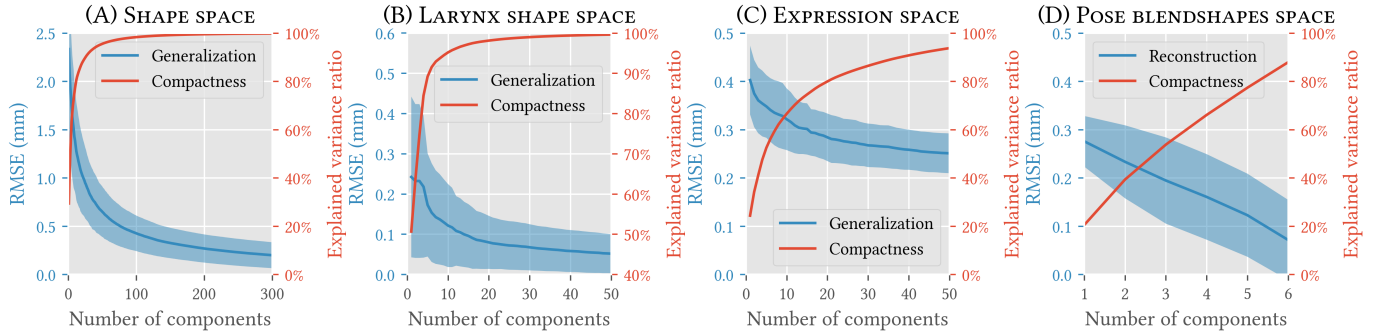 (A) SHAPE SPACE
2.5
2.0
1.5
1.0
0.5
0.0
RMSE (mm)
100%
80%
60%
40%
20%
0%
Explained variance ratio
Generalization
Compactness
0 100 200 300
Number of components
(B) LARYNX SHAPE SPACE
0.6
0.5
0.4
0.3
0.2
0.1
0.0
RMSE (mm)
100%
90%
80%
70%
60%
50%
40%
Explained variance ratio
Generalization
Compactness
0 10 20 30 40 50
Number of components
(C) EXPRESSION SPACE
0.5
0.4
0.3
0.2
0.1
0.0
RMSE (mm)
100%
80%
60%
40%
20%
0%
Explained variance ratio
Generalization
Compactness
0 10 20 30 40 50
Number of components
(D) POSE BLENDSHAPES SPACE
0.5
0.4
0.3
0.2
0.1
0.0
RMSE (mm)
100%
80%
60%
40%
20%
0%
Explained variance ratio
Reconstruction
Compactness
1 2 3 4 5 6
Number of components